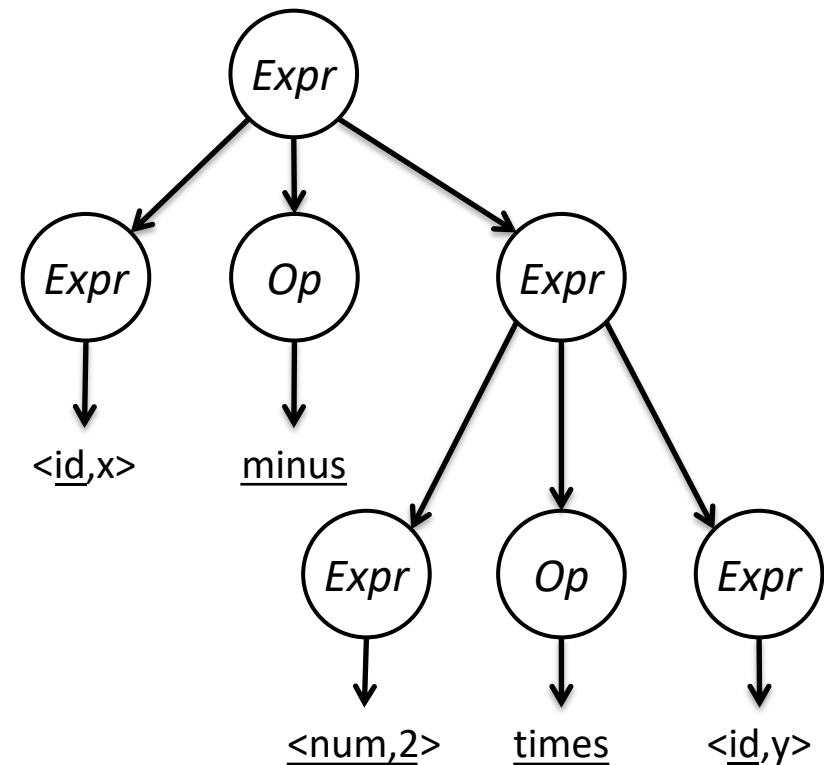 Expr
Expr Op Expr
<id,x> minus
Expr Op Expr
<num,2> times <id,y>